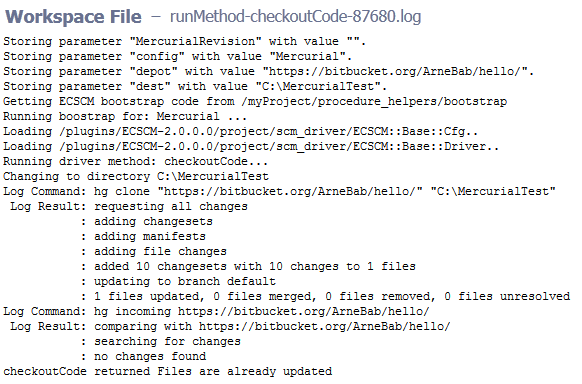 Workspace File – runMethod-checkoutCode-87680.log
Storing parameter "MercurialRevision" with value "".
Storing parameter "config" with value "Mercurial".
Storing parameter "depot" with value "https://bitbucket.org/ArneBab/hello/".
Storing parameter "dest" with value "C:\MercurialTest".
Getting ECSCM bootstrap code from /myProject/procedure_helpers/bootstrap
Running boostrap for: Mercurial ...
Loading /plugins/ECSCM-2.0.0.0/project/scm_driver/ECSCM::Base::Cfg..
Loading /plugins/ECSCM-2.0.0.0/project/scm_driver/ECSCM::Base::Driver..
Running driver method: checkoutCode...
Changing to directory C:\MercurialTest
Log Command: hg clone "https://bitbucket.org/ArneBab/hello/" "C:\MercurialTest"
Log Result: requesting all changes
: adding changesets
: adding manifests
: adding file changes
: added 10 changesets with 10 changes to 1 files
: updating to branch default
: 1 files updated, 0 files merged, 0 files removed, 0 files unresolved
Log Command: hg incoming https://bitbucket.org/ArneBab/hello/
Log Result: comparing with https://bitbucket.org/ArneBab/hello/
: searching for changes
: no changes found
checkoutCode returned Files are already updated